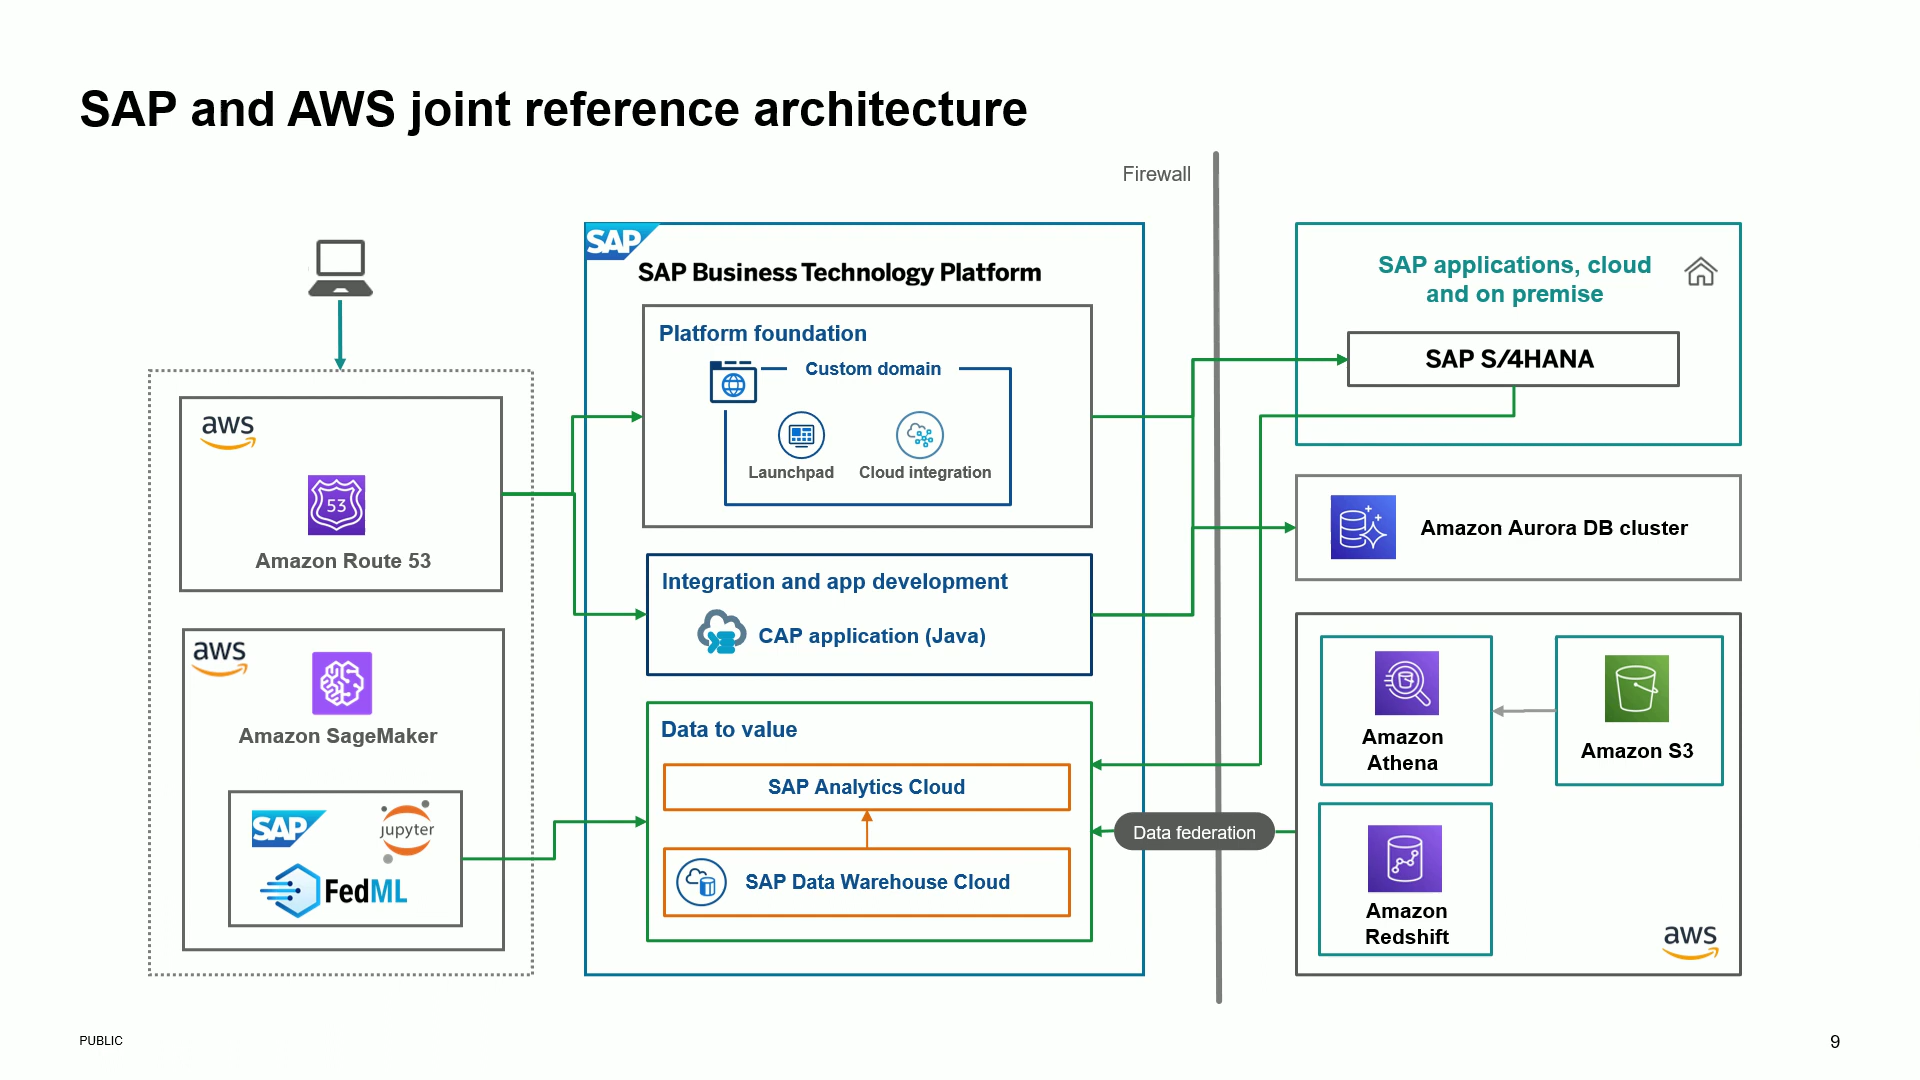 SAP and AWS joint reference architecture
Firewall
SAP
SAP Business Technology Platform
Platform foundation
Custom domain
Launchpad
Cloud integration
Integration and app development
CAP application (Java)
Data to value
SAP Analytics Cloud
SAP Data Warehouse Cloud
aws
53
Amazon Route 53
aws
Amazon SageMaker
SAP
jupyter
FedML
Data federation
SAP applications, cloud
and on premise
SAP S/4HANA
Amazon Aurora DB cluster
Amazon
Athena
Amazon S3
Amazon
Redshift
aws
PUBLIC
9